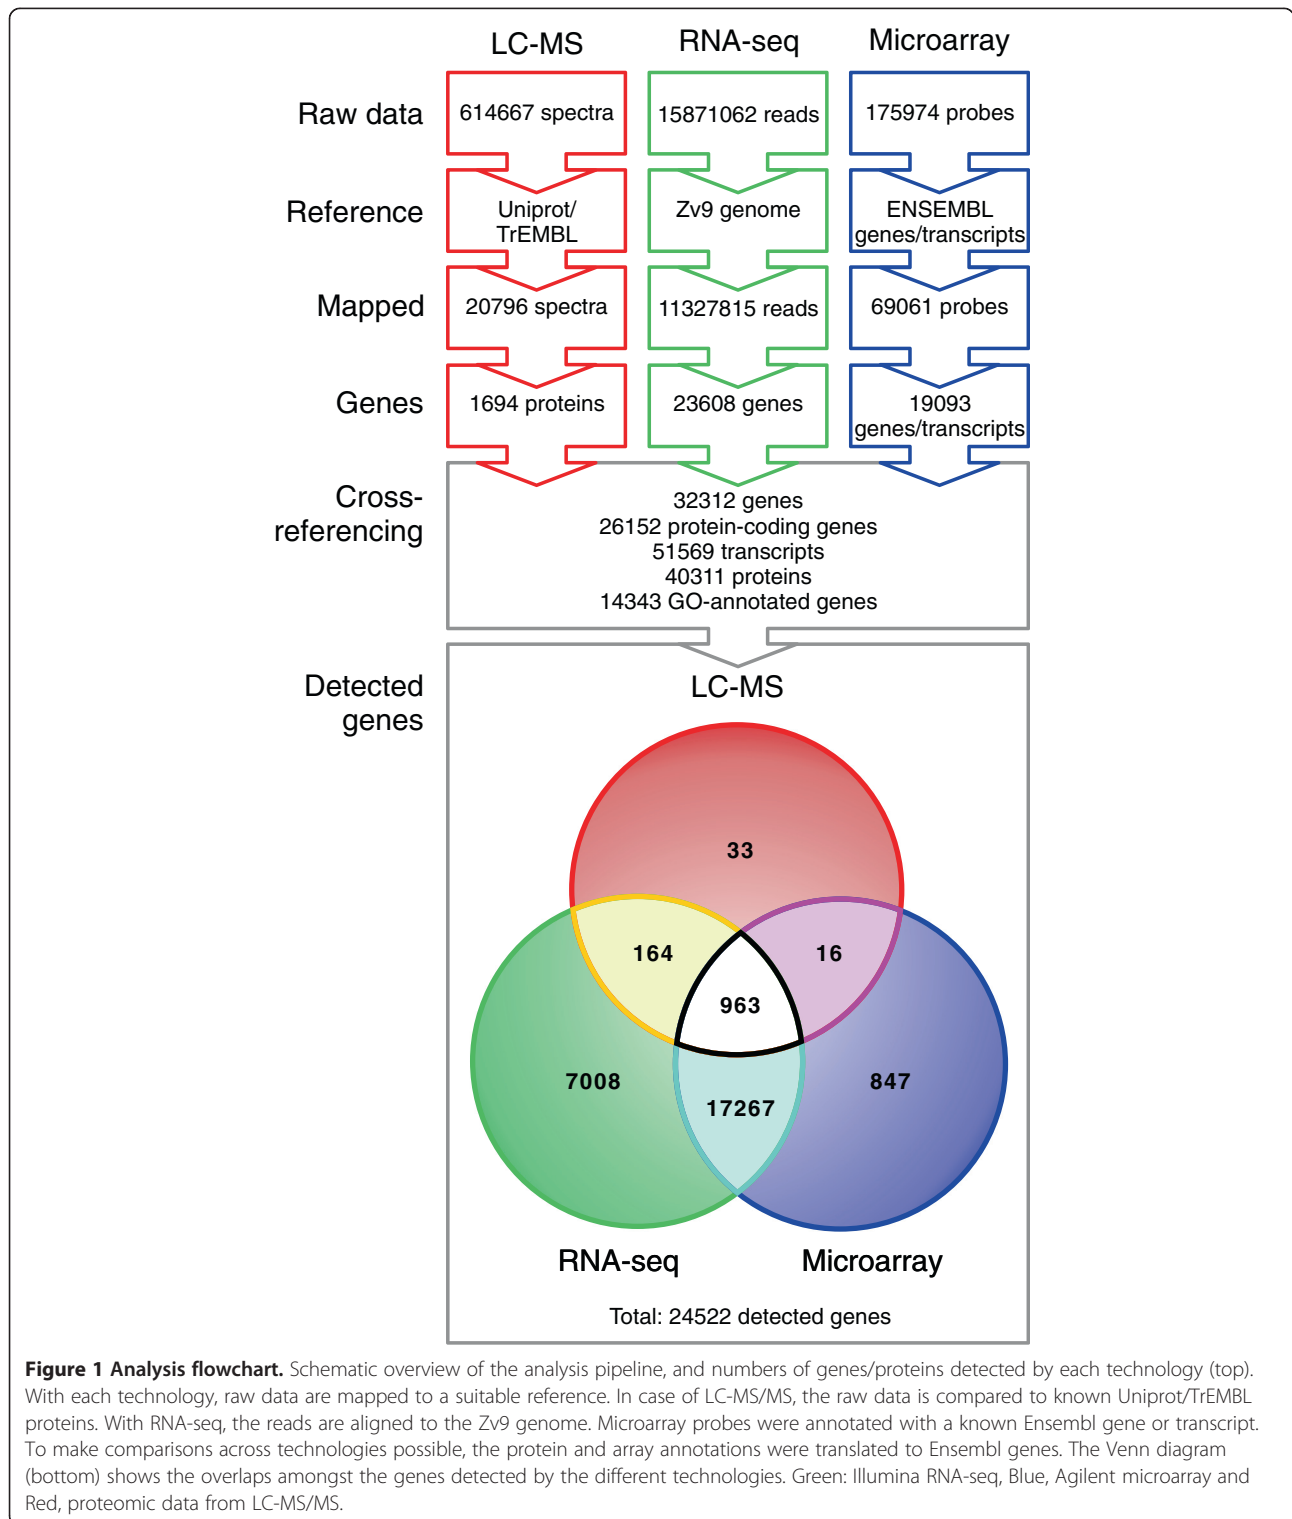 LC-MS RNA-seq Microarray
Raw data 614667 spectra 15871062 reads 175974 probes
Reference Uniprot/ TrEMBL Zv9 genome ENSEMBL genes/transcripts
Mapped 20796 spectra 11327815 reads 69061 probes
Genes 1694 proteins 23608 genes 19093 genes/transcripts
Cross-
referencing
32312 genes
26152 protein-coding genes
51569 transcripts
40311 proteins
14343 GO-annotated genes
Detected
genes
LC-MS
33
164
16
963
7008
847
17267
RNA-seq Microarray
Total: 24522 detected genes
Figure 1 Analysis flowchart. Schematic overview of the analysis pipeline, and numbers of genes/proteins detected by each technology (top).
With each technology, raw data are mapped to a suitable reference. In case of LC-MS/MS, the raw data is compared to known Uniprot/TrEMBL
proteins. With RNA-seq, the reads are aligned to the Zv9 genome. Microarray probes were annotated with a known Ensembl gene or transcript.
To make comparisons across technologies possible, the protein and array annotations were translated to Ensembl genes. The Venn diagram
(bottom) shows the overlaps amongst the genes detected by the different technologies. Green: Illumina RNA-seq, Blue, Agilent microarray and
Red, proteomic data from LC-MS/MS.